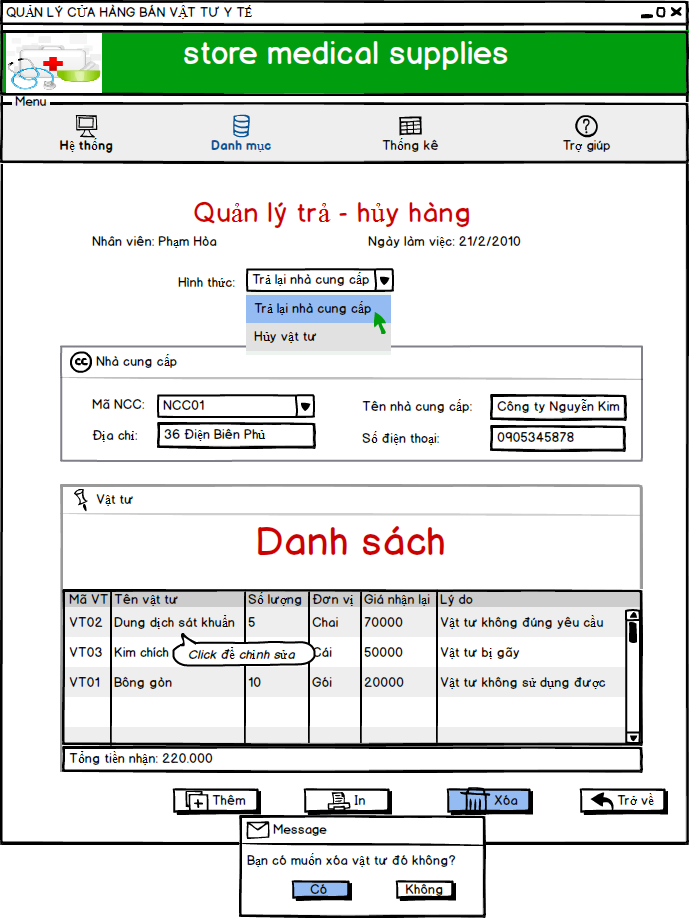 QUẢN LÝ CỬA HÀNG BÁN VẬT TƯ Y TẾ
store medical supplies
Menu
Hệ thống Danh mục Thống kê Trợ giúp
Quản lý trả - hủy hàng
Nhân viên: Phạm Hòa Ngày làm việc: 21/2/2010
Hình thức: Trả lại nhà cung cấp
Trả lại nhà cung cấp
Hủy vật tư
Nhà cung cấp
Mã NCC: NCC01 Tên nhà cung cấp: Công ty Nguyễn Kim
Địa chỉ: 36 Điện Biên Phủ Số điện thoại: 0905345878
Vật tư
Danh sách
Mã VT Tên vật tư Số lượng Đơn vị Giá nhận lại Lý do
VT02 Dung dịch sát khuẩn 5 Chai 70000 Vật tư không đúng yêu cầu
VT03 Kim chích Cái 50000 Vật tư bị gãy
Click để chỉnh sửa
VT01 Bông gòn 10 Gói 20000 Vật tư không sử dụng được
Tổng tiền nhận: 220.000
Thêm In Xóa Trở về
Message
Bạn có muốn xóa vật tư đó không?
Có Không